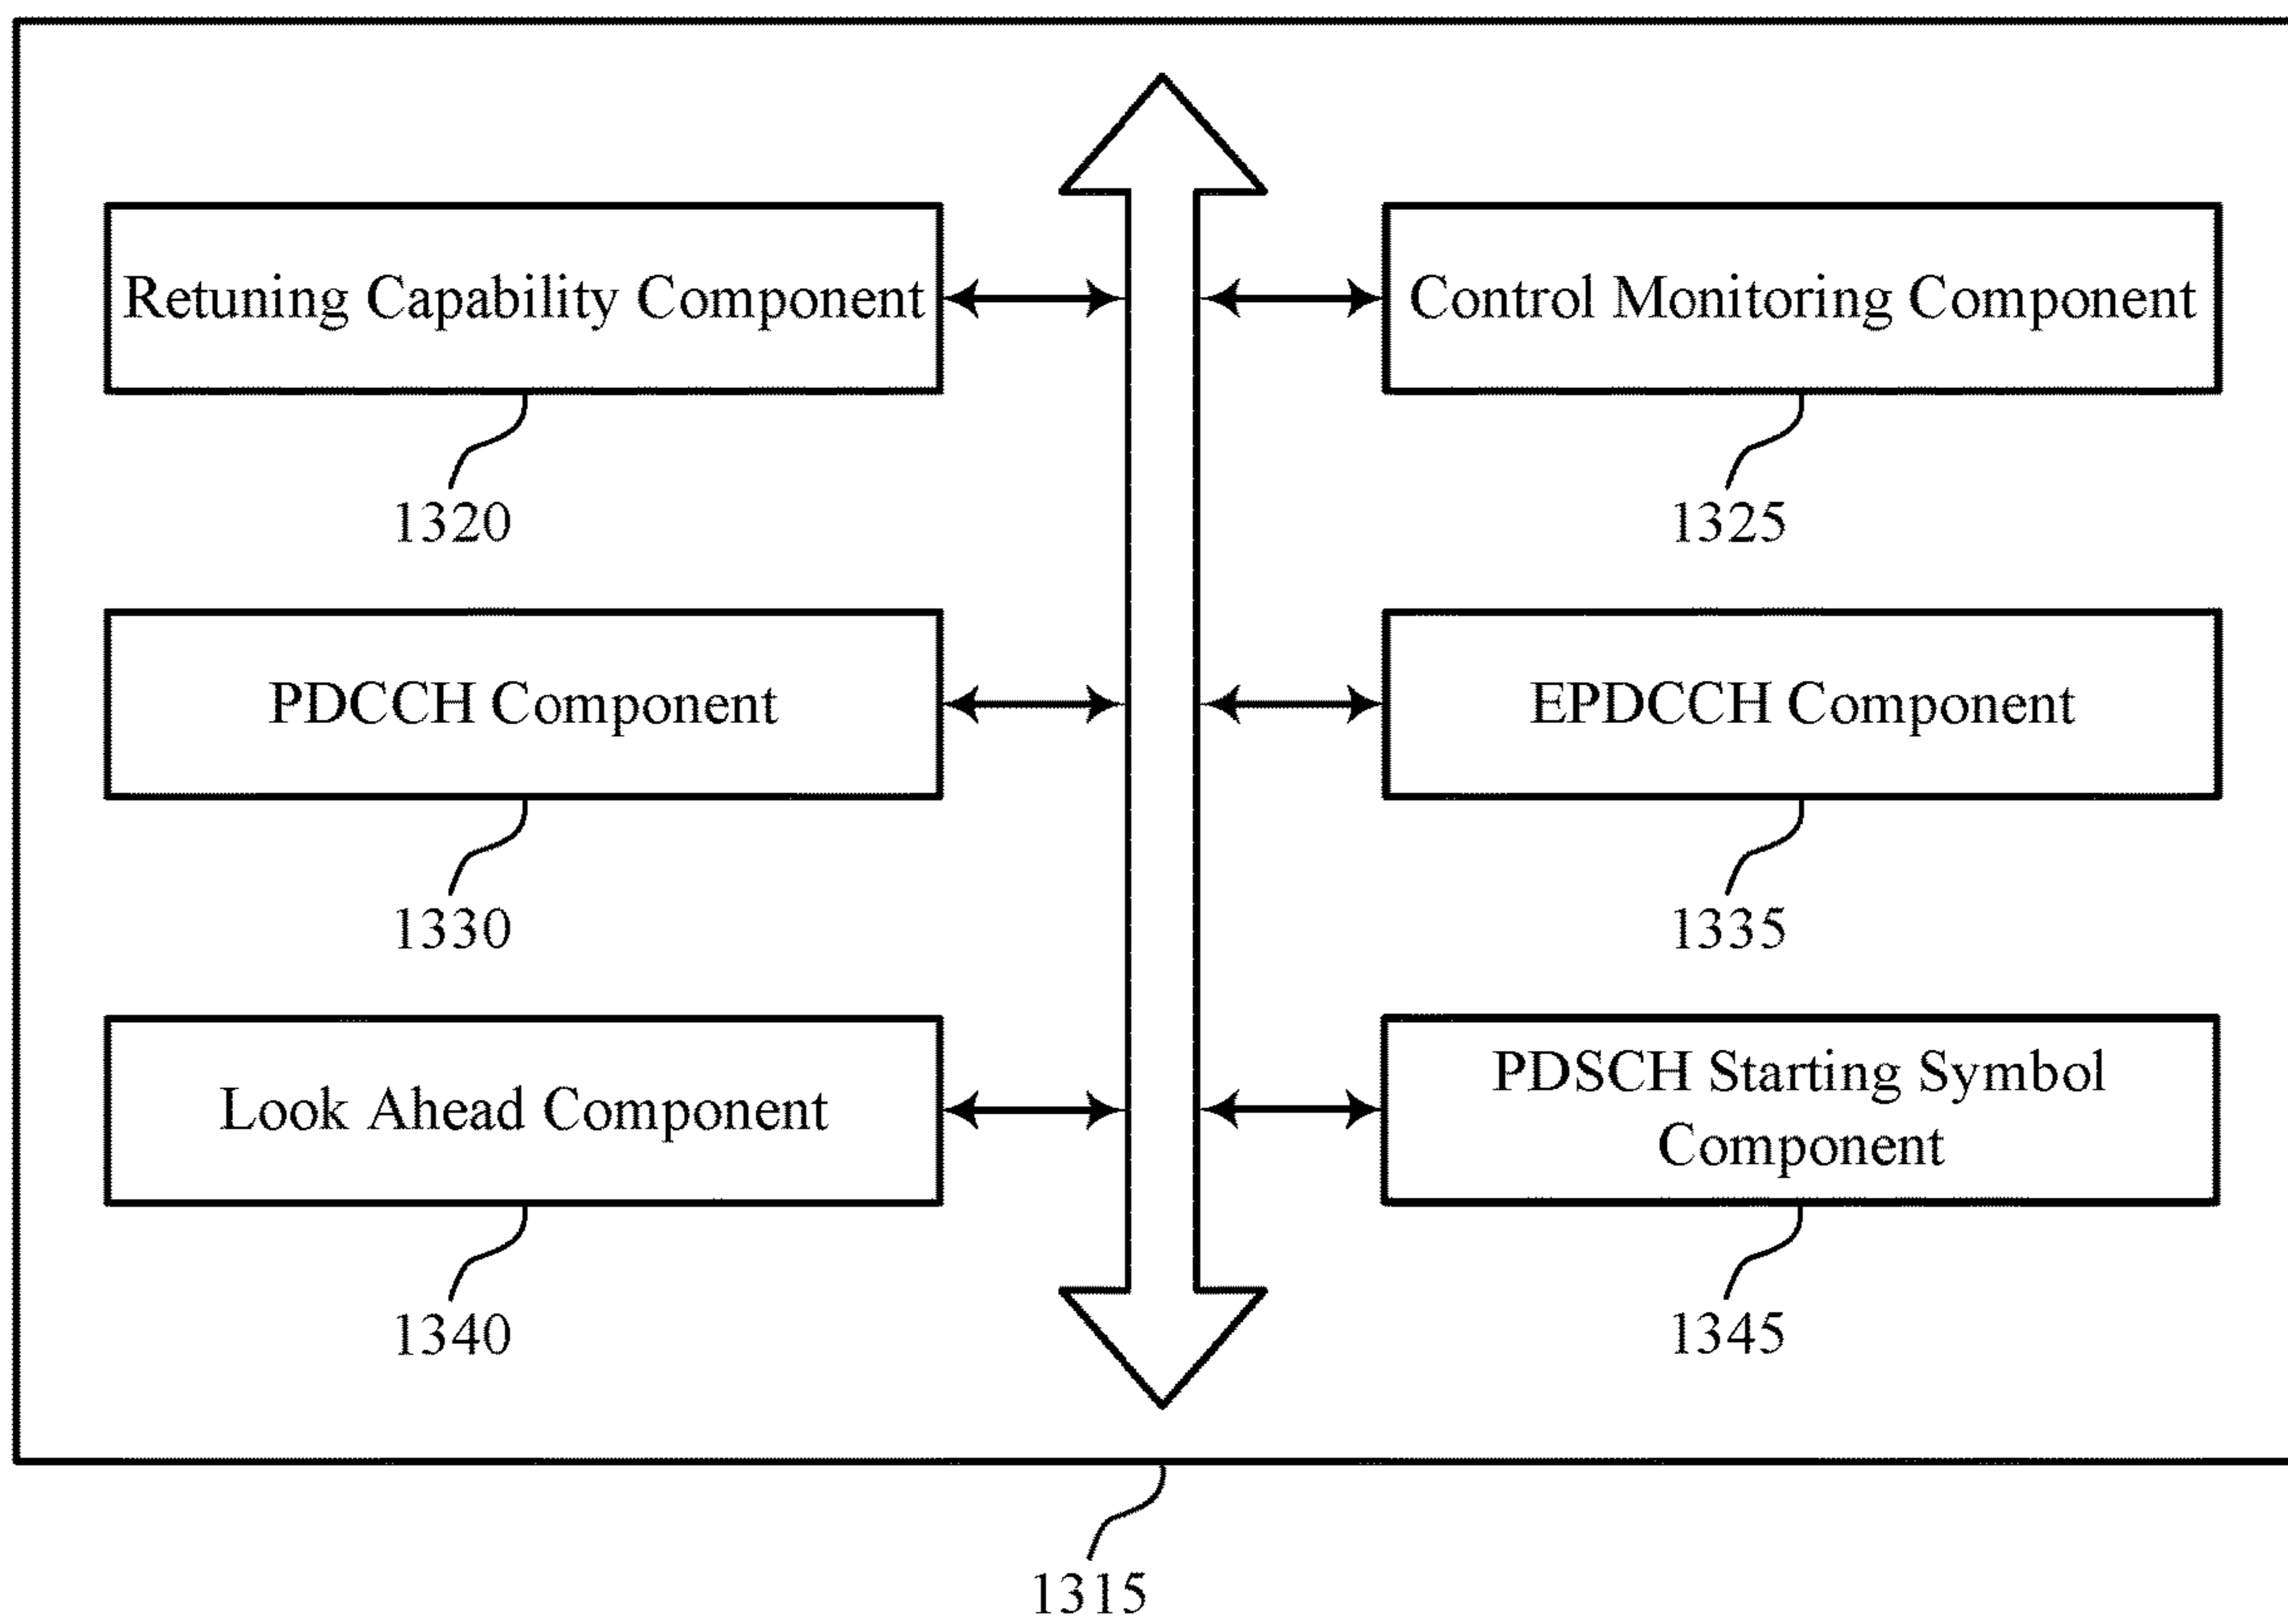 Retuning Capability Component
Control Monitoring Component
1320
1325
PDCCH Component
EPDCCH Component
1330
1335
Look Ahead Component
PDSCH Starting Symbol
Component
1340
1345
1315